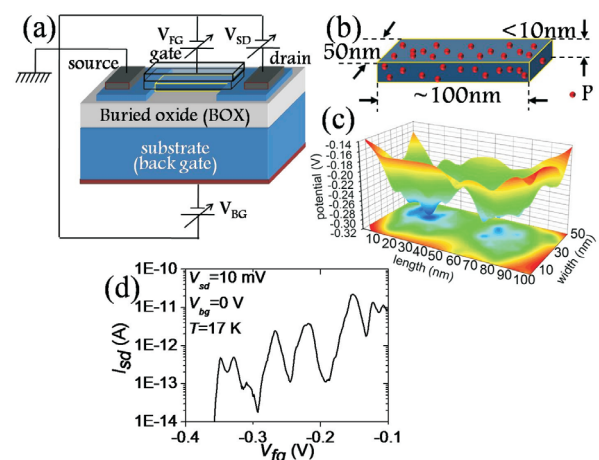 (a)
V_FG
V_SD
gate
source
drain
Buried oxide (BOX)
substrate
(back gate)
V_BG
(b)
<10nm
50nm
~100nm
P
(c)
-0.14
-0.16
-0.18
-0.20
-0.22
-0.24
-0.26
-0.28
-0.30
-0.32
potential (V)
10 20 30 40 50 60 70 80 90 100
length(nm)
10
30
50
width(nm)
(d)
V_sd=10 mV
V_bg=0 V
T=17 K
1E-10
1E-11
1E-12
1E-13
1E-14
I_sd (A)
-0.4 -0.3 -0.2 -0.1
V_fg (V)